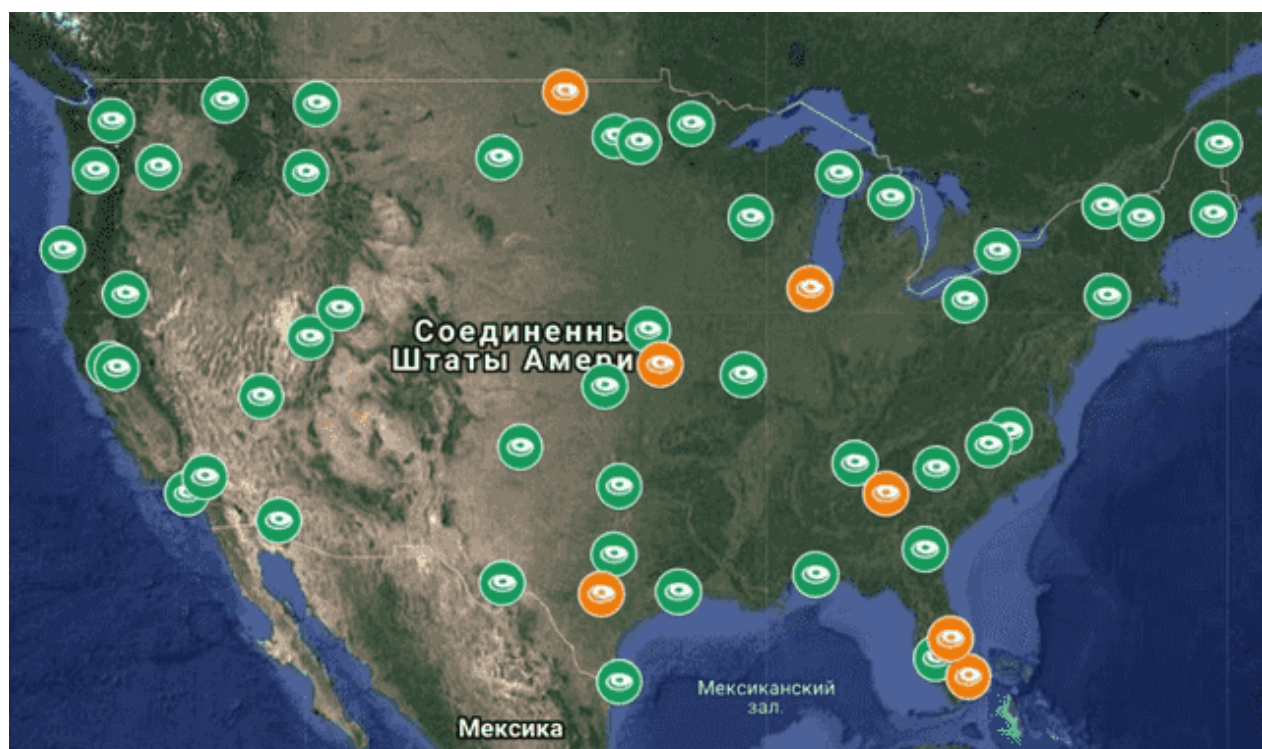 Соединенны
Штаты Амери
Мексиканский
зал.
Мексика